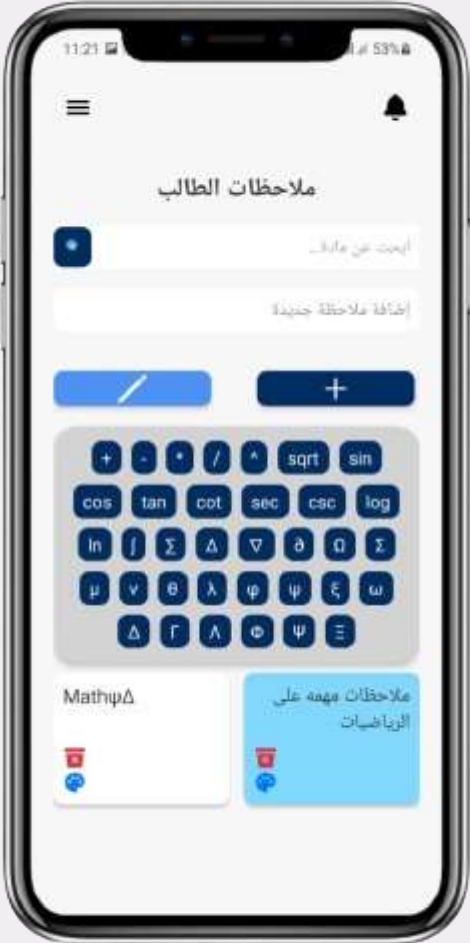 11:21 53%
ملاحظات الطالب
ابحث عن مادة...
إضافة ملاحظة جديدة
+
+ - * / ^ sqrt sin
cos tan cot sec csc log
ln ∫ ∑ Δ ∇ ∂ Ω Σ
μ ν θ λ φ ψ ξ ω
Δ Γ Λ Φ Ψ Ξ
ملاحظات مهمه على
الرياضيات
MathψΔ